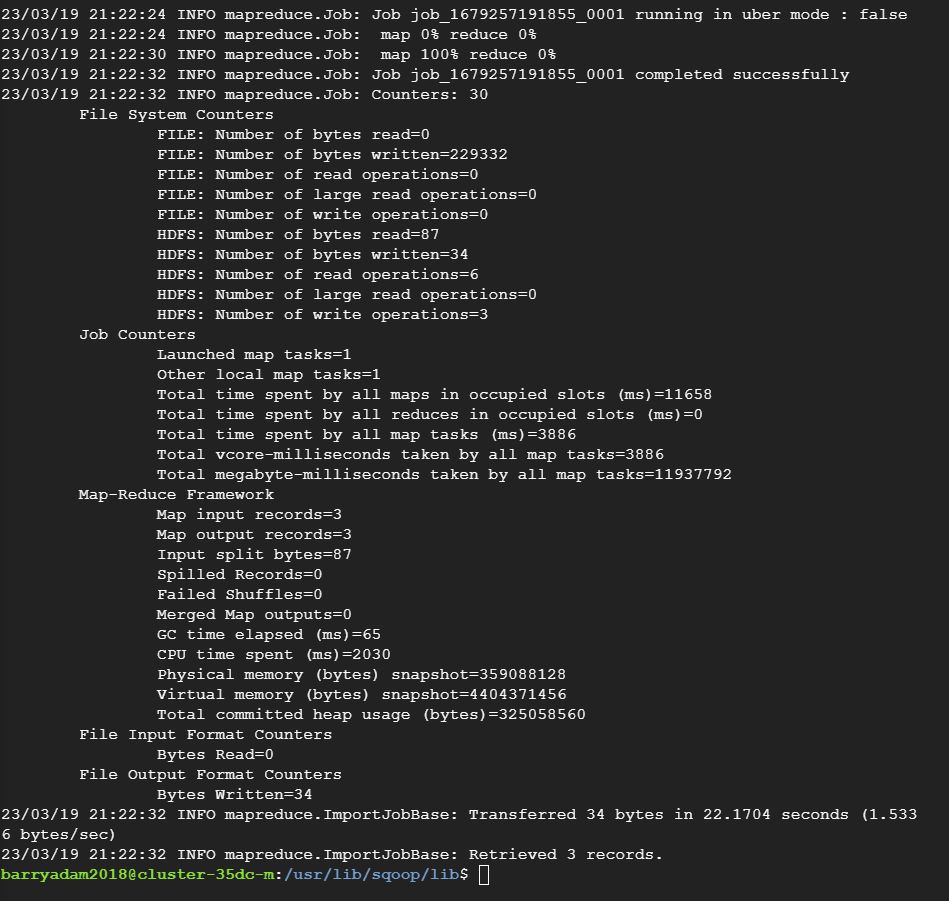 23/03/19 21:22:24 INFO mapreduce.Job: Job job_1679257191855_0001 running in uber mode : false
23/03/19 21:22:24 INFO mapreduce.Job:  map 0% reduce 0%
23/03/19 21:22:30 INFO mapreduce.Job:  map 100% reduce 0%
23/03/19 21:22:32 INFO mapreduce.Job: Job job_1679257191855_0001 completed successfully
23/03/19 21:22:32 INFO mapreduce.Job: Counters: 30
File System Counters
FILE: Number of bytes read=0
FILE: Number of bytes written=229332
FILE: Number of read operations=0
FILE: Number of large read operations=0
FILE: Number of write operations=0
HDFS: Number of bytes read=87
HDFS: Number of bytes written=34
HDFS: Number of read operations=6
HDFS: Number of large read operations=0
HDFS: Number of write operations=3
Job Counters
Launched map tasks=1
Other local map tasks=1
Total time spent by all maps in occupied slots (ms)=11658
Total time spent by all reduces in occupied slots (ms)=0
Total time spent by all map tasks (ms)=3886
Total vcore-milliseconds taken by all map tasks=3886
Total megabyte-milliseconds taken by all map tasks=11937792
Map-Reduce Framework
Map input records=3
Map output records=3
Input split bytes=87
Spilled Records=0
Failed Shuffles=0
Merged Map outputs=0
GC time elapsed (ms)=65
CPU time spent (ms)=2030
Physical memory (bytes) snapshot=359088128
Virtual memory (bytes) snapshot=4404371456
Total committed heap usage (bytes)=325058560
File Input Format Counters
Bytes Read=0
File Output Format Counters
Bytes Written=34
23/03/19 21:22:32 INFO mapreduce.ImportJobBase: Transferred 34 bytes in 22.1704 seconds (1.533
6 bytes/sec)
23/03/19 21:22:32 INFO mapreduce.ImportJobBase: Retrieved 3 records.
barryadam2018@cluster-35dc-m:/usr/lib/sqoop/lib$